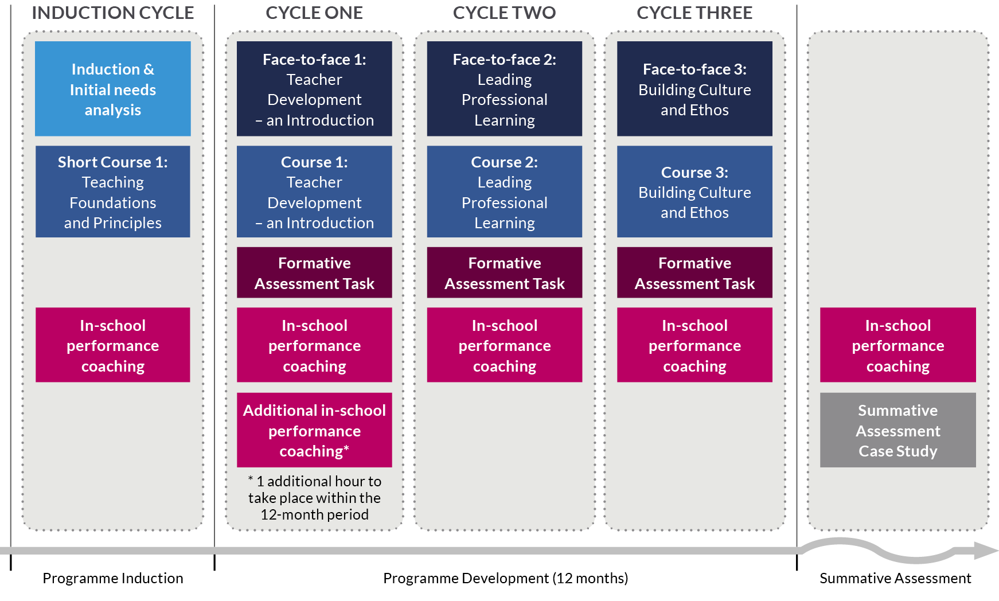 INDUCTION CYCLE
Induction &
Initial needs
analysis
Short Course 1:
Teaching
Foundations
and Principles
In-school
performance
coaching
CYCLE ONE
Face-to-face 1:
Teacher
Development
– an Introduction
Course 1:
Teacher
Development
– an Introduction
Formative
Assessment Task
In-school
performance
coaching
Additional in-school
performance
coaching*
* 1 additional hour to
take place within the
12-month period
CYCLE TWO
Face-to-face 2:
Leading
Professional
Learning
Course 2:
Leading
Professional
Learning
Formative
Assessment Task
In-school
performance
coaching
CYCLE THREE
Face-to-face 3:
Building Culture
and Ethos
Course 3:
Building Culture
and Ethos
Formative
Assessment Task
In-school
performance
coaching
In-school
performance
coaching
Summative
Assessment
Case Study
Programme Induction
Programme Development (12 months)
Summative Assessment